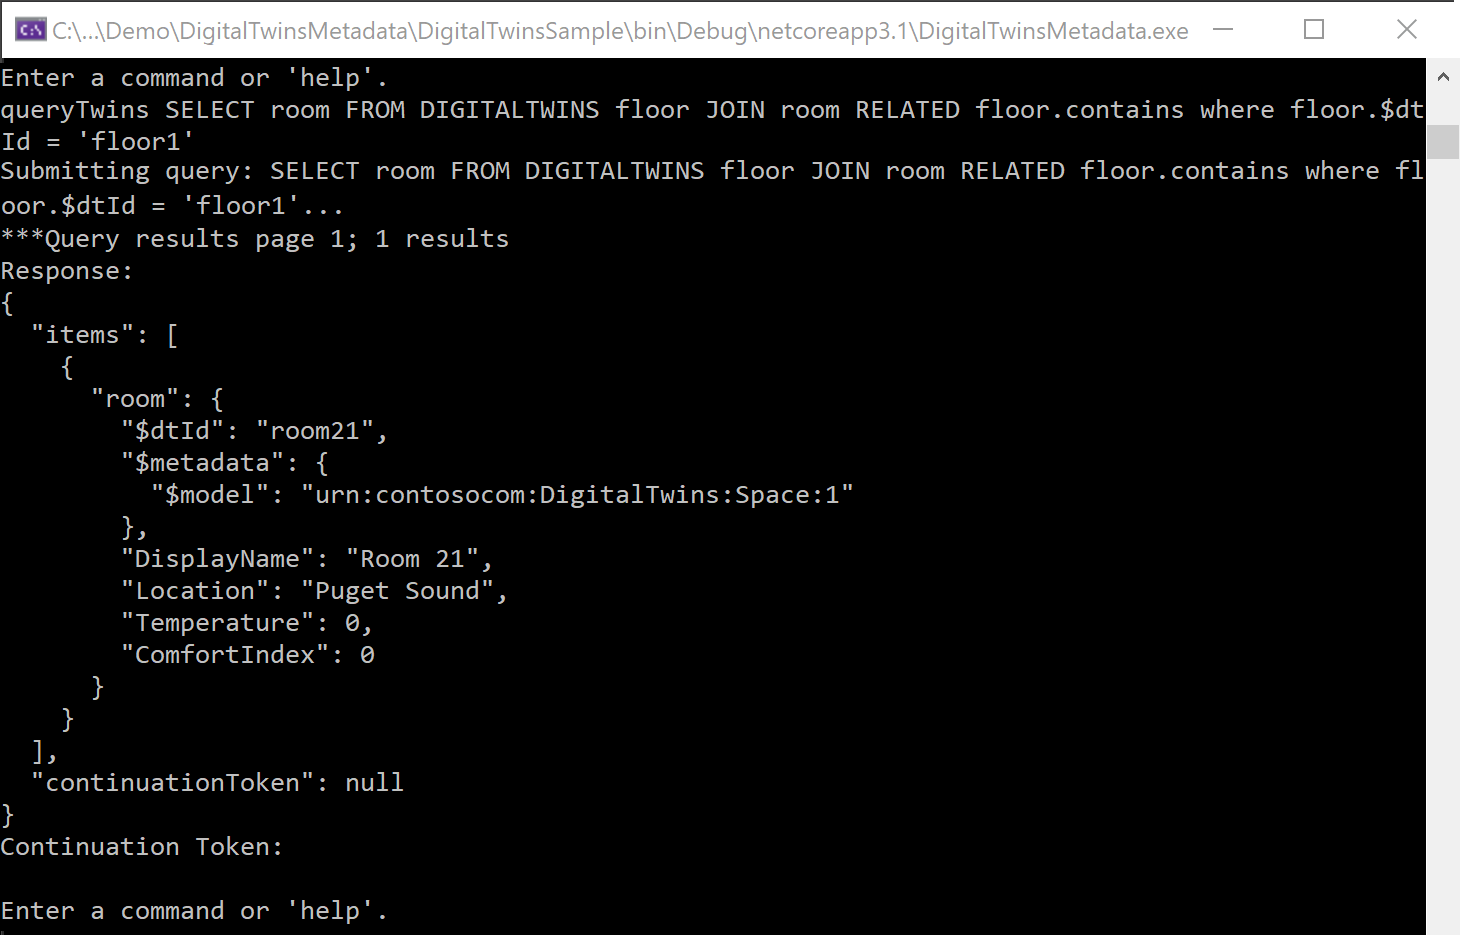 C:\...\Demo\DigitalTwinsMetadata\DigitalTwinsSample\bin\Debug\netcoreapp3.1\DigitalTwinsMetadata.exe
Enter a command or 'help'.
queryTwins SELECT room FROM DIGITALTWINS floor JOIN room RELATED floor.contains where floor.$dt
Id = 'floor1'
Submitting query: SELECT room FROM DIGITALTWINS floor JOIN room RELATED floor.contains where fl
oor.$dtId = 'floor1'...
***Query results page 1; 1 results
Response:
{
  "items": [
    {
      "room": {
        "$dtId": "room21",
        "$metadata": {
          "$model": "urn:contosocom:DigitalTwins:Space:1"
        },
        "DisplayName": "Room 21",
        "Location": "Puget Sound",
        "Temperature": 0,
        "ComfortIndex": 0
      }
    }
  ],
  "continuationToken": null
}
Continuation Token:
Enter a command or 'help'.